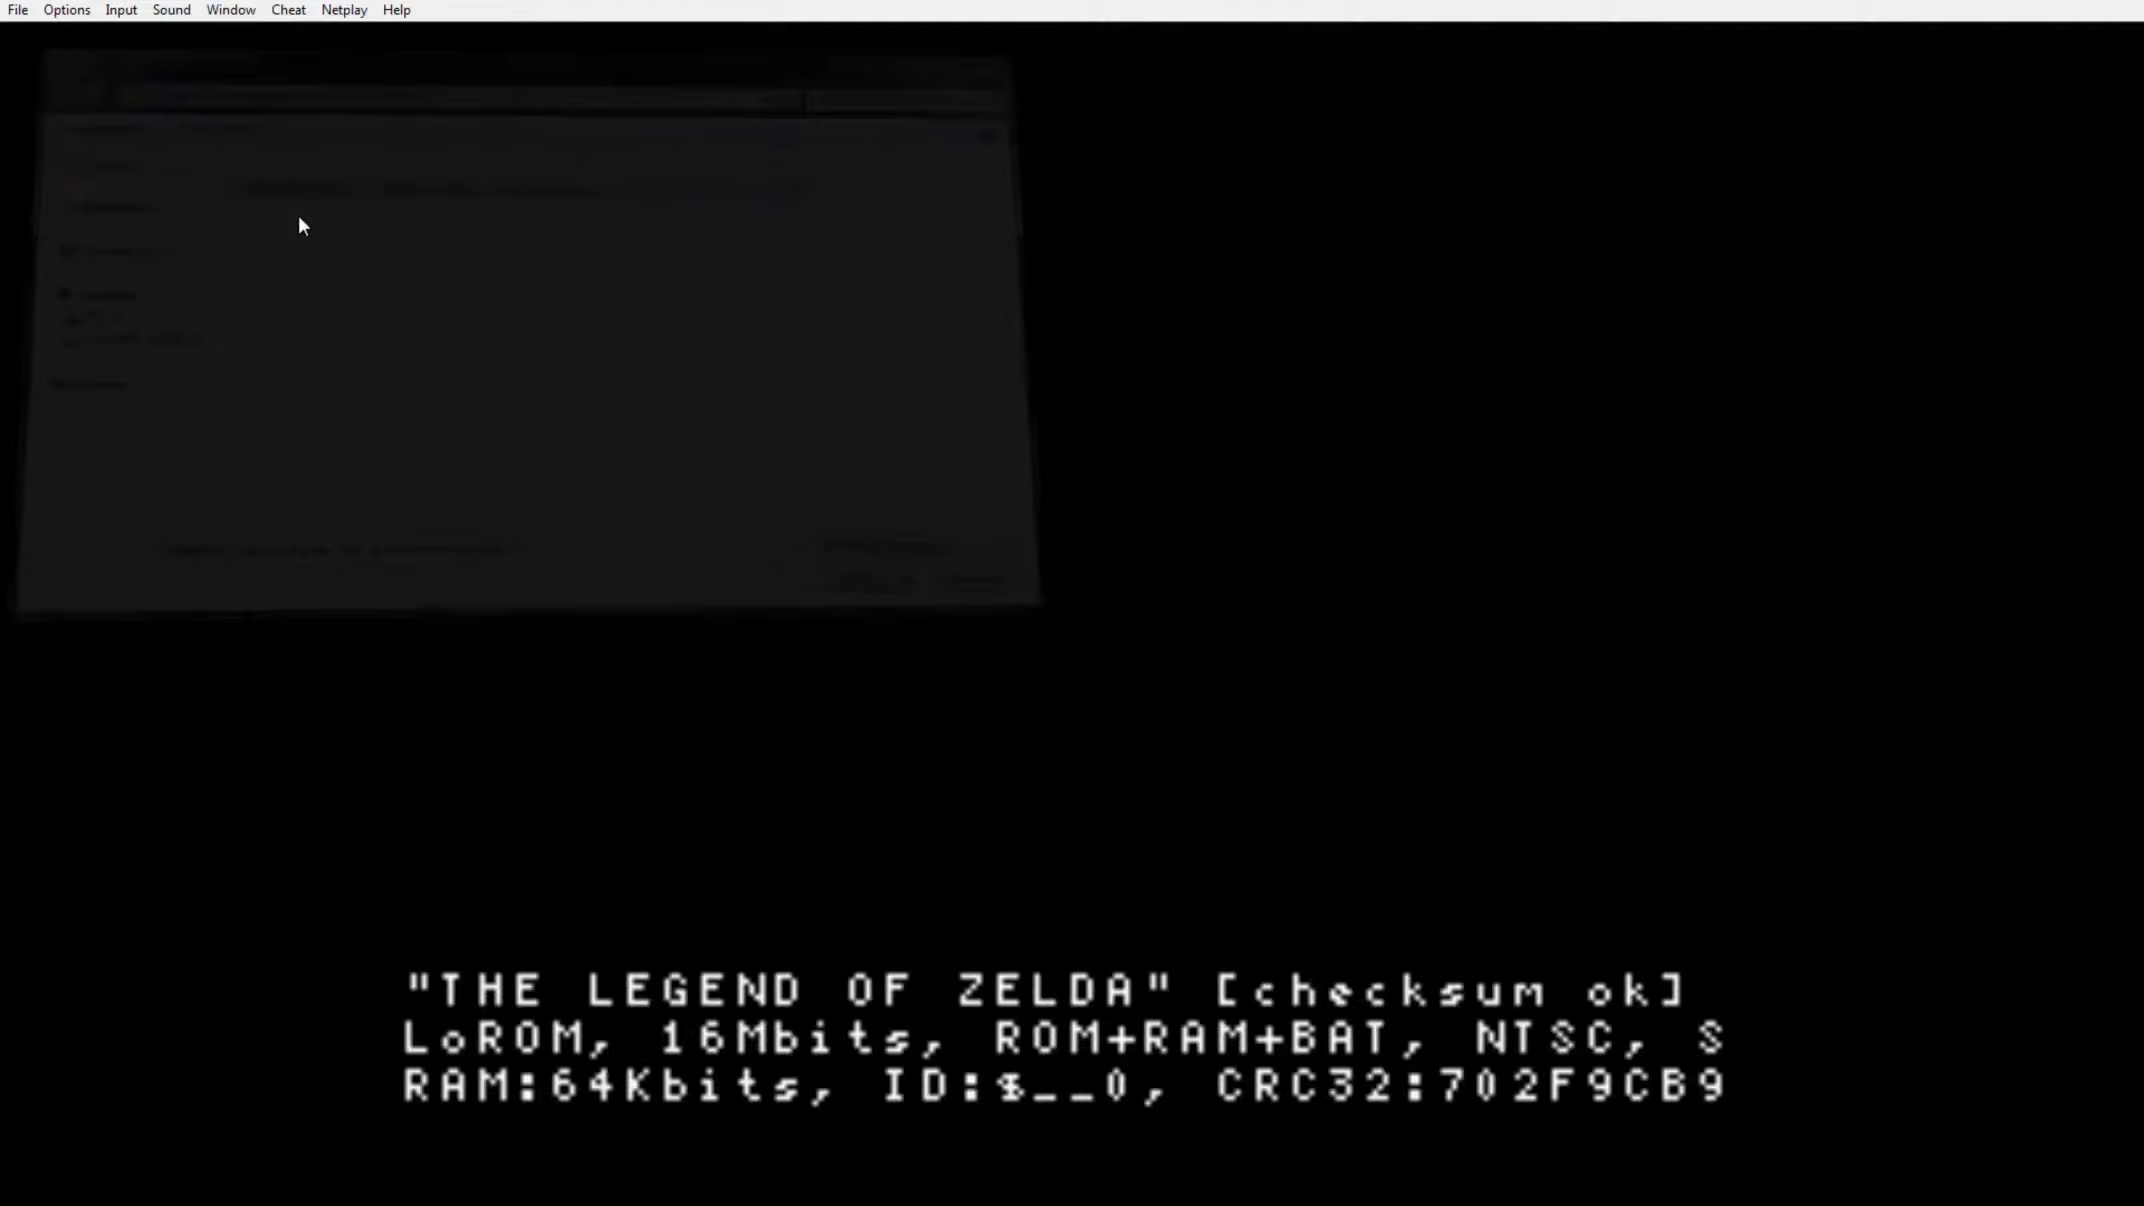 File Options Input Sound Window Cheat Netplay Help
"THE LEGEND OF ZELDA" [checksum ok]
LoROM, 16Mbits, ROM+RAM+BAT, NTSC, S
RAM:64Kbits, ID:$__0, CRC32:702F9CB9